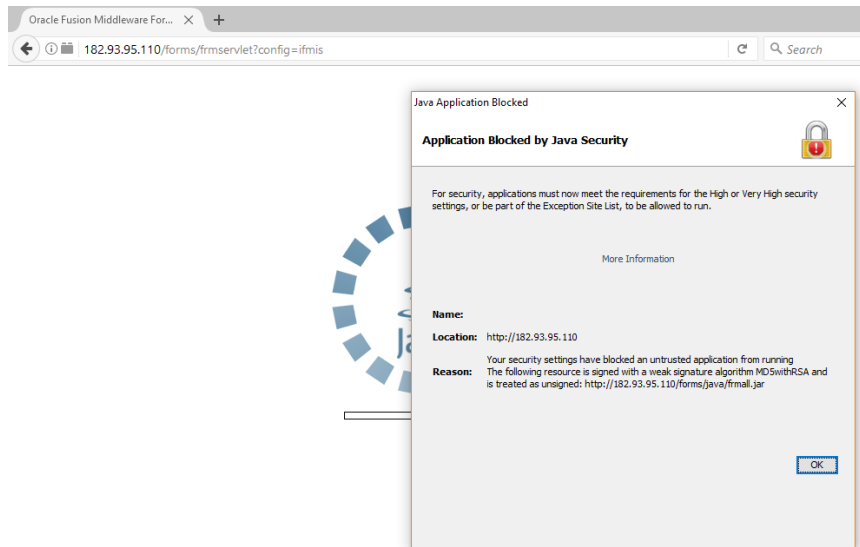 Oracle Fusion Middleware For...
182.93.95.110/forms/frmservlet?config=ifmis
Search
Java Application Blocked
Application Blocked by Java Security
For security, applications must now meet the requirements for the High or Very High security
settings, or be part of the Exception Site List, to be allowed to run.
More Information
Name:
Location: http://182.93.95.110
Your security settings have blocked an untrusted application from running
Reason: The following resource is signed with a weak signature algorithm MD5withRSA and
is treated as unsigned: http://182.93.95.110/forms/java/frmall.jar
OK